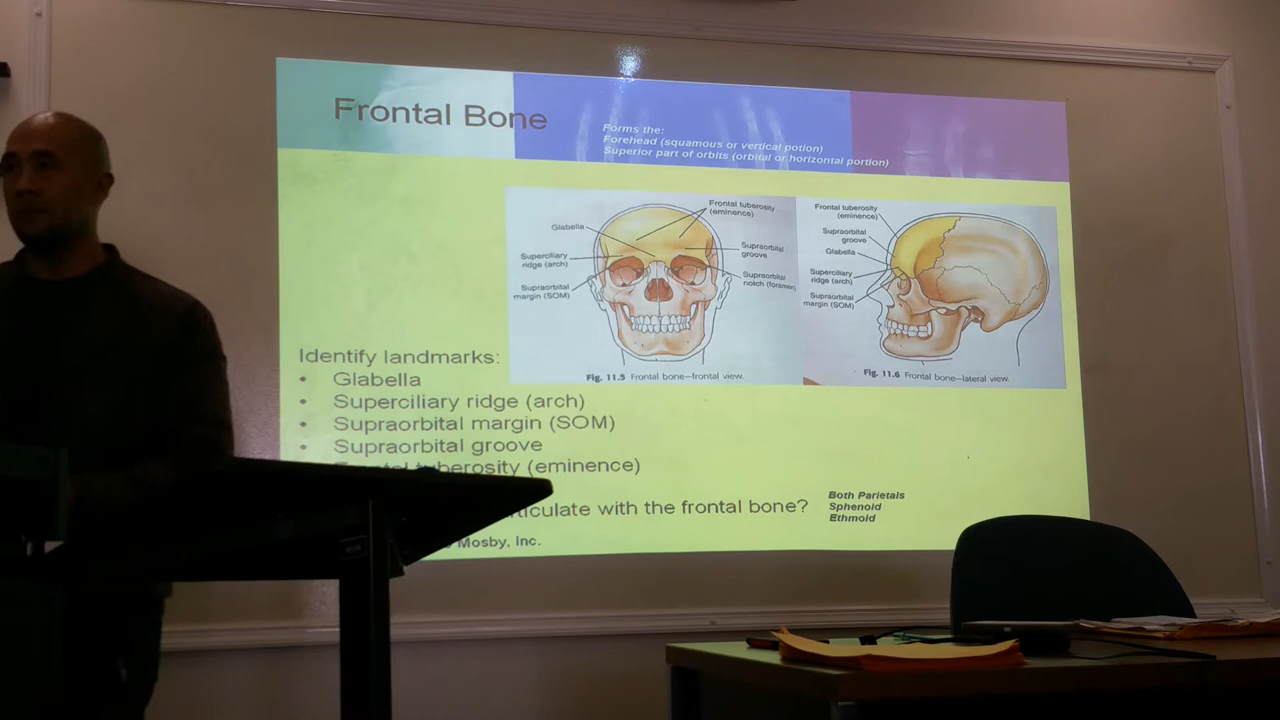 Frontal Bone
Forms the:
Forehead (squamous or vertical potion)
Superior part of orbits (orbital or horizontal portion)
Frontal tuberosity
(eminence)
Glabella
Superciliary
ridge (arch)
Supraorbital
groove
Supraorbital
notch (foramen)
Supraorbital
margin (SOM)
Fig. 11.5 Frontal bone—frontal view.
Frontal tuberosity
(eminence)
Supraorbital
groove
Glabella
Superciliary
ridge (arch)
Supraorbital
margin (SOM)
Fig. 11.6 Frontal bone—lateral view.
Identify landmarks:
• Glabella
• Superciliary ridge (arch)
• Supraorbital margin (SOM)
• Supraorbital groove
Frontal tuberosity (eminence)
with the frontal bone?
Both Parietals
Sphenoid
Ethmoid
Mosby, Inc.